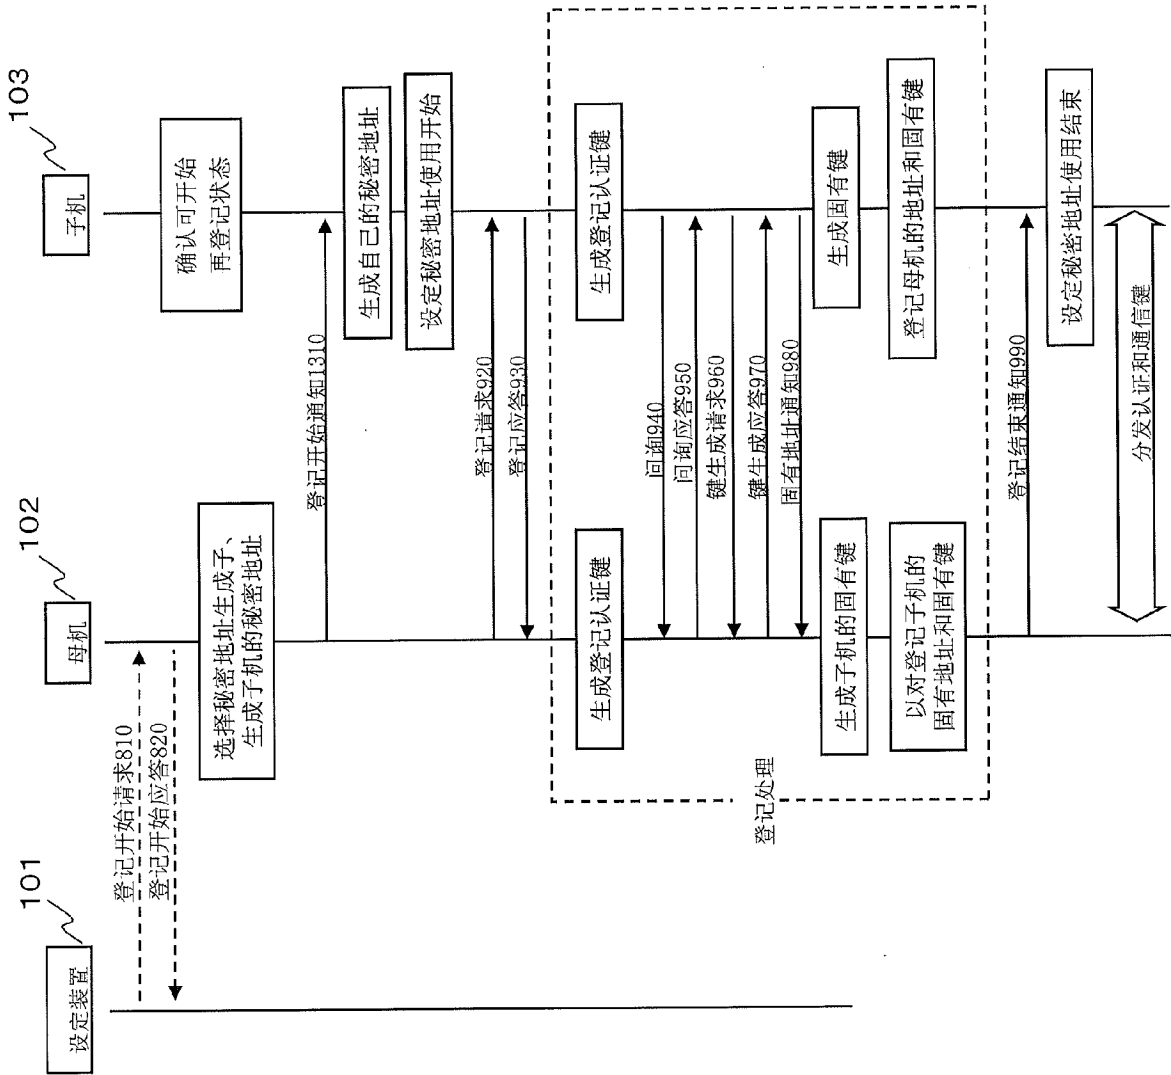 101
设定装置
102
母机
103
子机
登记开始请求810
登记开始应答820
确认可开始
再登记状态
选择秘密地址生成子、
生成子机的秘密地址
登记开始通知1310
生成自己的秘密地址
设定秘密地址使用开始
登记请求920
登记应答930
生成登记认证键
生成登记认证键
问询940
问询应答950
键生成请求960
键生成应答970
固有地址通知980
登记处理
生成子机的固有键
生成固有键
以对登记子机的
固有地址和固有键
登记母机的地址和固有键
登记结束通知990
设定秘密地址使用结束
分发认证和通信键